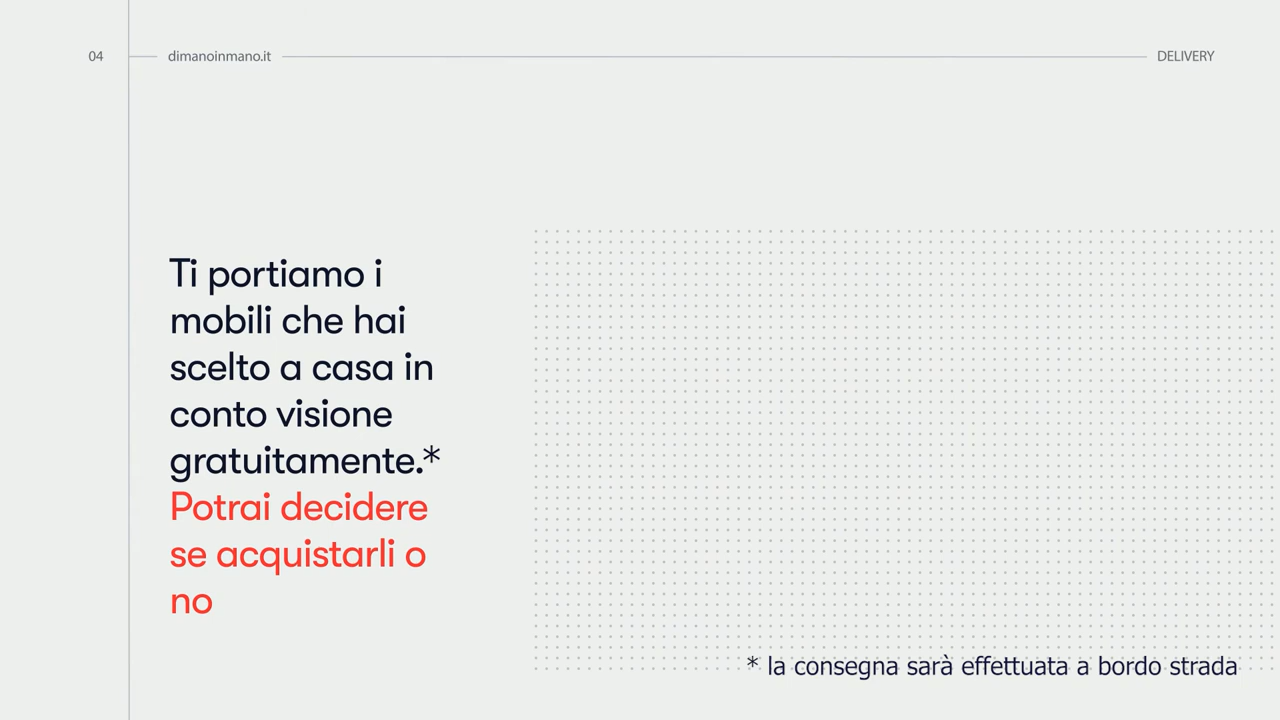 04
dimanoinmano.it
DELIVERY
Ti portiamo i
mobili che hai
scelto a casa in
conto visione
gratuitamente.*
Potrai decidere
se acquistarli o
no
* la consegna sarà effettuata a bordo strada